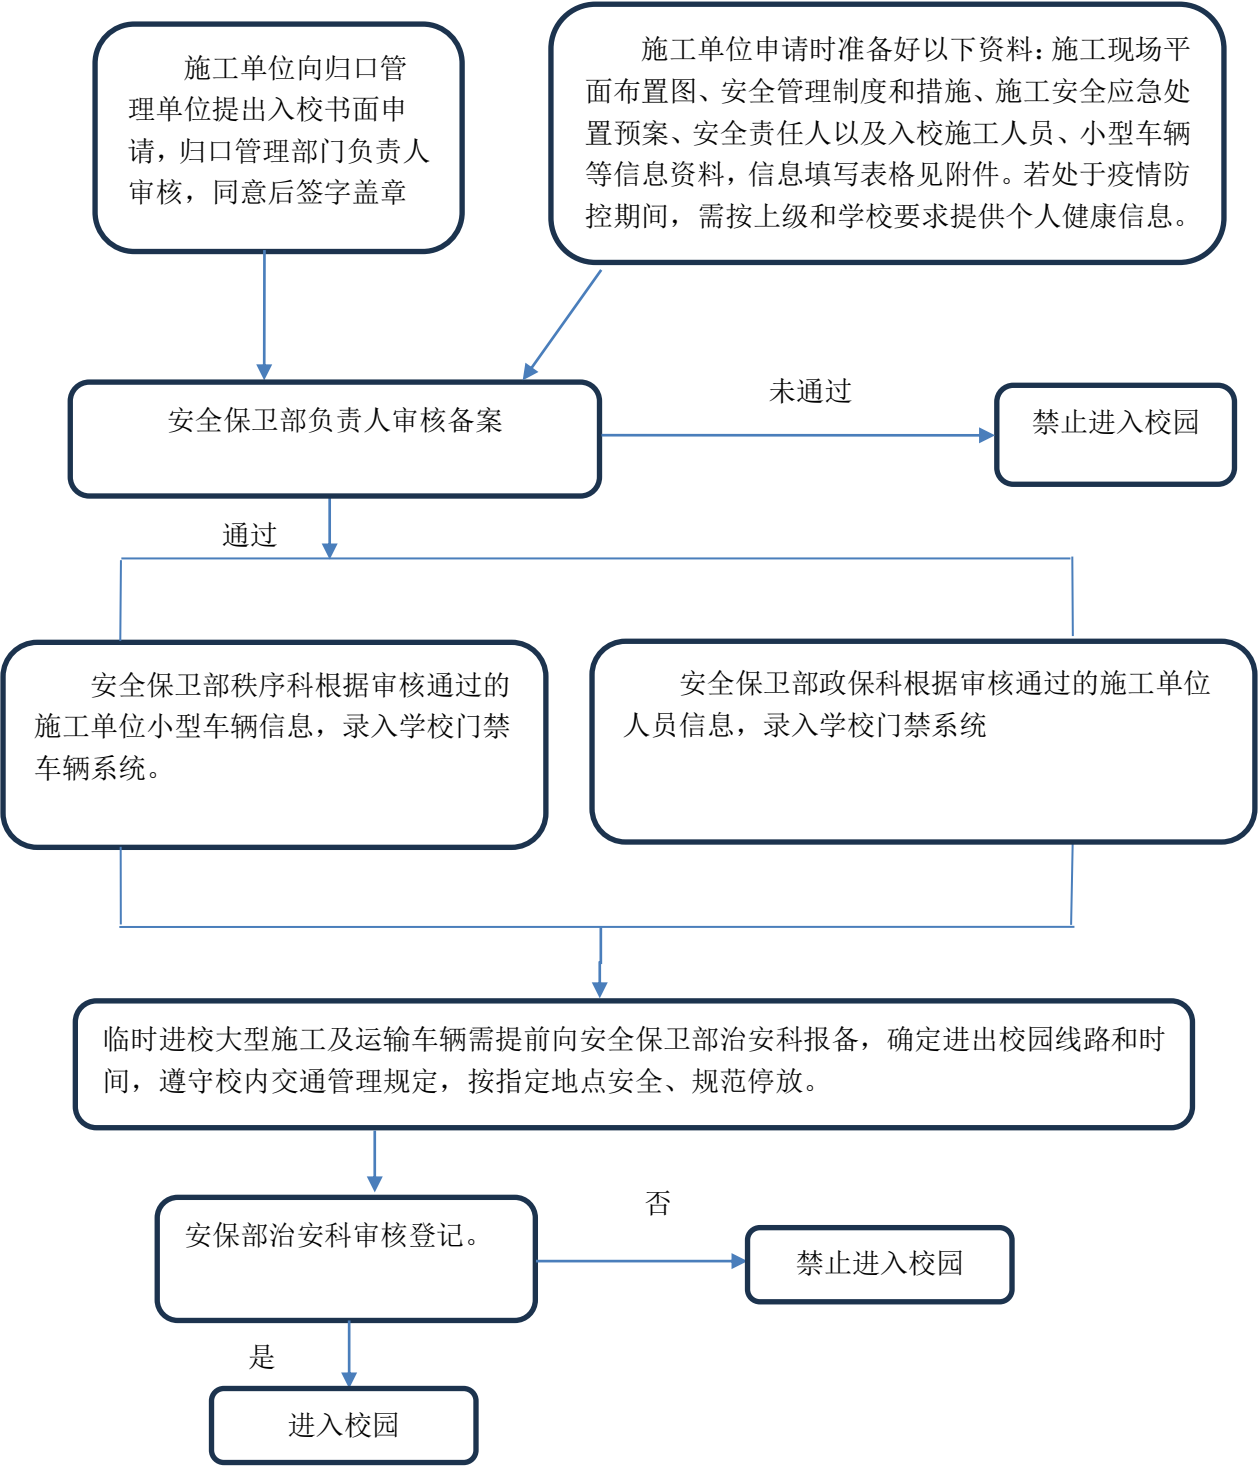 施工单位向归口管
理单位提出入校书面申
请，归口管理部门负责人
审核，同意后签字盖章
施工单位申请时准备好以下资料：施工现场平
面布置图、安全管理制度和措施、施工安全应急处
置预案、安全责任人以及入校施工人员、小型车辆
等信息资料，信息填写表格见附件。若处于疫情防
控期间，需按上级和学校要求提供个人健康信息。
安全保卫部负责人审核备案
未通过
禁止进入校园
通过
安全保卫部秩序科根据审核通过的
施工单位小型车辆信息，录入学校门禁
车辆系统。
安全保卫部政保科根据审核通过的施工单位
人员信息，录入学校门禁系统
临时进校大型施工及运输车辆需提前向安全保卫部治安科报备，确定进出校园线路和时
间，遵守校内交通管理规定，按指定地点安全、规范停放。
安保部治安科审核登记。
否
禁止进入校园
是
进入校园